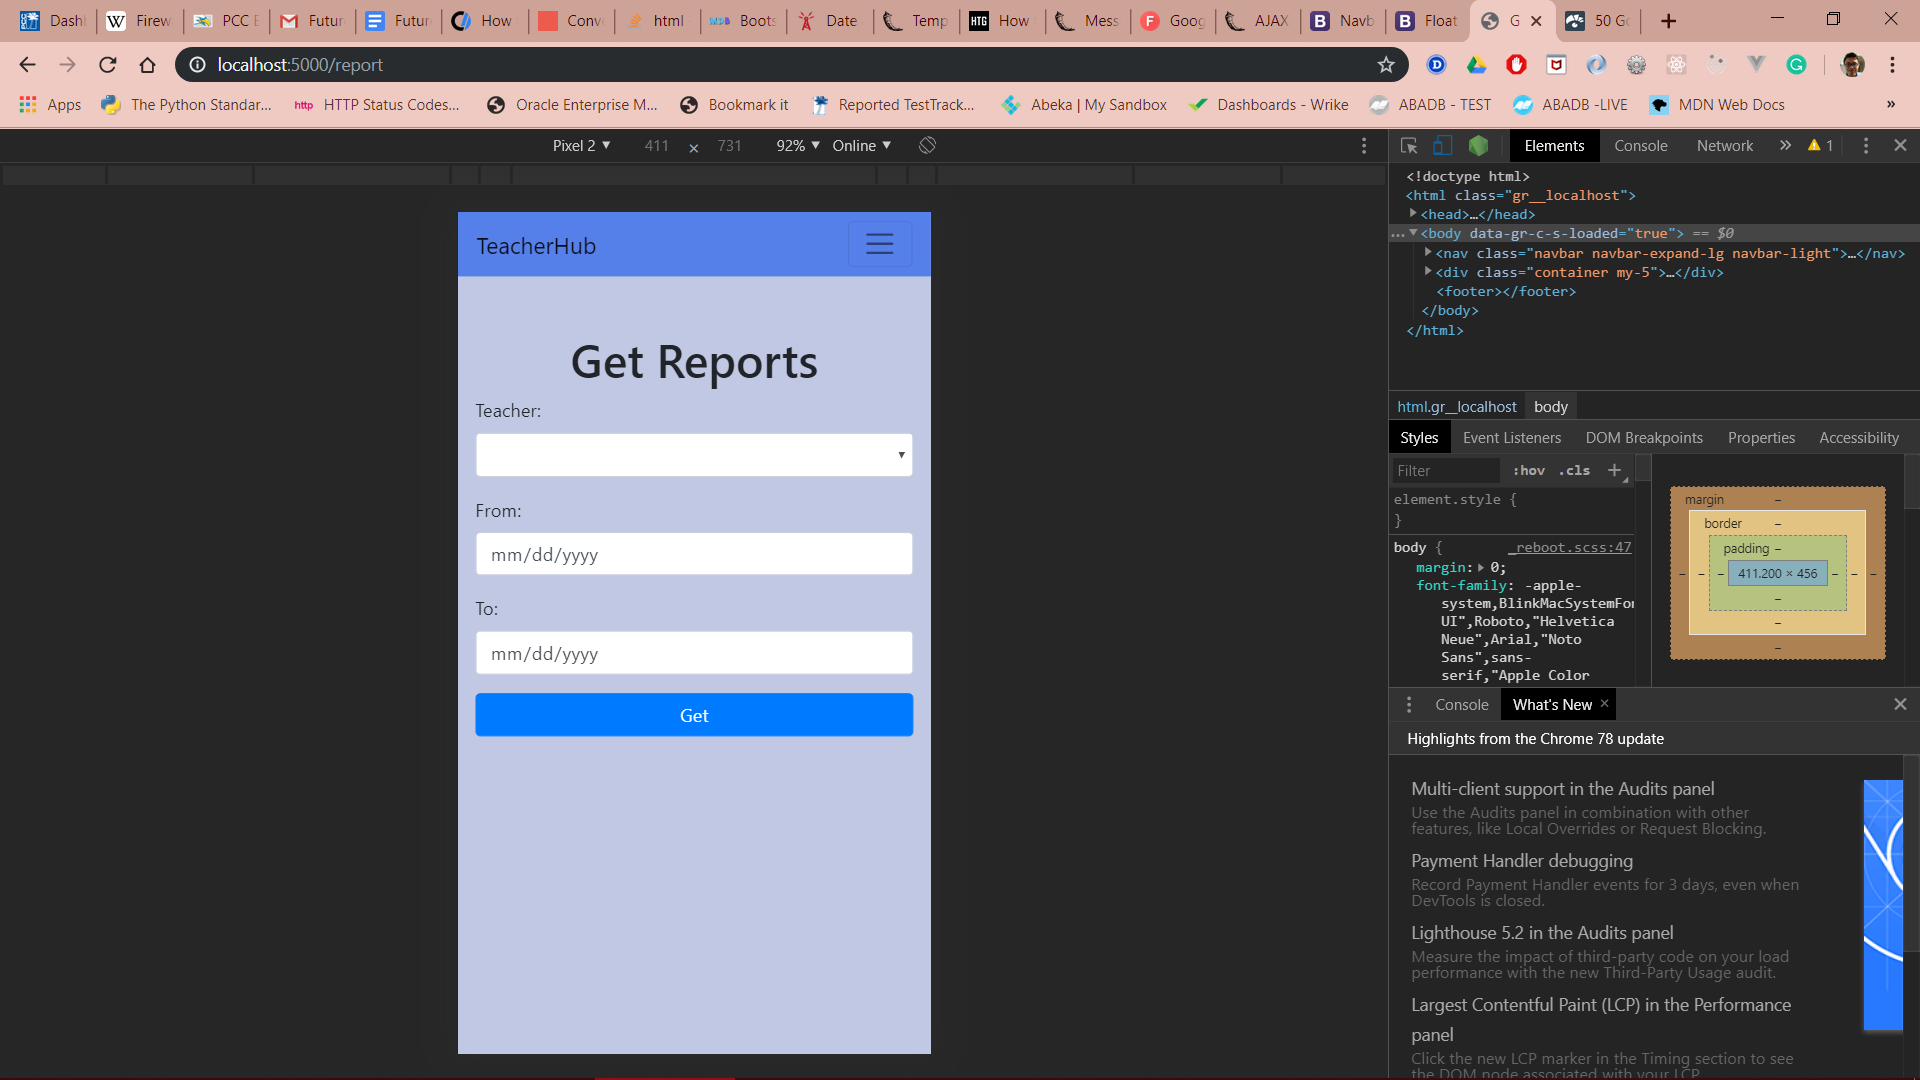 Dashl
Firew
PCC E
Futur
Futur
How
Conve
html
Boots
Date
Temp
How
Mess
Goog
AJAX
Navb
Float
G
50 Go
localhost:5000/report
Apps
The Python Standar...
HTTP Status Codes...
Oracle Enterprise M...
Bookmark it
Reported TestTrack...
Abeka | My Sandbox
Dashboards - Wrike
ABADB - TEST
ABADB -LIVE
MDN Web Docs
»
Pixel 2 ▼ 411 × 731 92% ▼ Online ▼
TeacherHub
Get Reports
Teacher:
From:
mm/dd/yyyy
To:
mm/dd/yyyy
Get
Elements Console Network » 1
<!doctype html>
<html class="gr__localhost">
<head>…</head>
<body data-gr-c-s-loaded="true"> == $0
<nav class="navbar navbar-expand-lg navbar-light">…</nav>
<div class="container my-5">…</div>
<footer></footer>
</body>
</html>
html.gr__localhost body
Styles Event Listeners DOM Breakpoints Properties Accessibility
Filter :hov .cls +
element.style {
}
body { _reboot.scss:47
margin: 0;
font-family: -apple-
system,BlinkMacSystemFon
UI",Roboto,"Helvetica
Neue",Arial,"Noto
Sans",sans-
serif,"Apple Color
margin –
border –
padding –
– – – 411.200 × 456 – – –
–
–
–
Console What's New ×
Highlights from the Chrome 78 update
Multi-client support in the Audits panel
Use the Audits panel in combination with other
features, like Local Overrides or Request Blocking.
Payment Handler debugging
Record Payment Handler events for 3 days, even when
DevTools is closed.
Lighthouse 5.2 in the Audits panel
Measure the impact of third-party code on your load
performance with the new Third-Party Usage audit.
Largest Contentful Paint (LCP) in the Performance
panel
Click the new LCP marker in the Timing section to see
the DOM node associated with your LCP